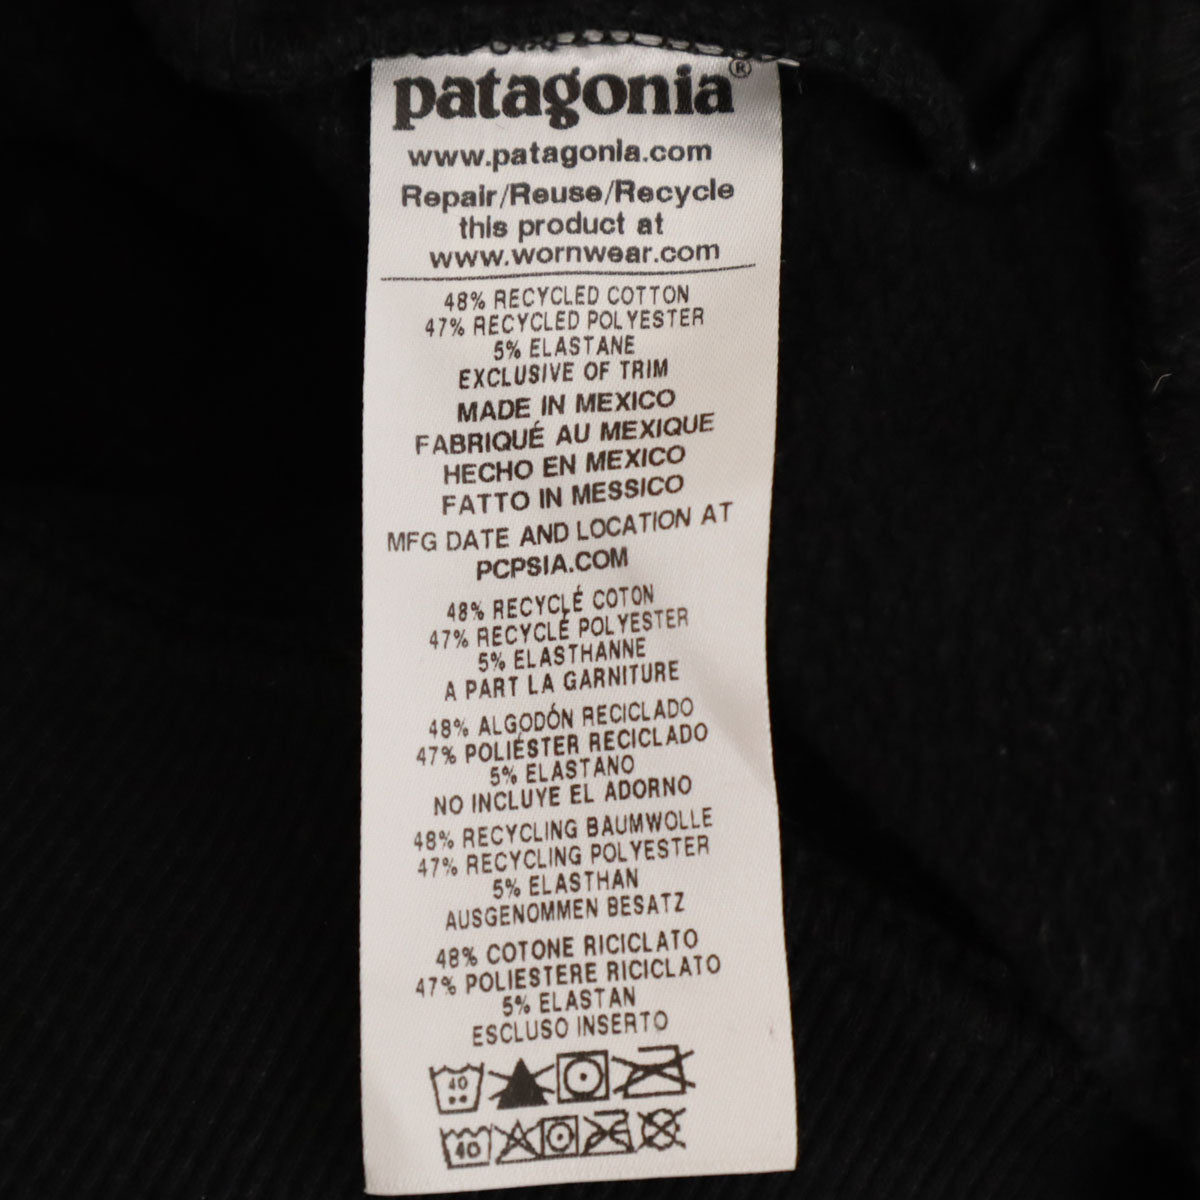 patagonia®
www.patagonia.com
Repair/Reuse/Recycle
this product at
www.wornwear.com
48% RECYCLED COTTON
47% RECYCLED POLYESTER
5% ELASTANE
EXCLUSIVE OF TRIM
MADE IN MEXICO
FABRIQUÉ AU MEXIQUE
HECHO EN MEXICO
FATTO IN MESSICO
MFG DATE AND LOCATION AT
PCPSIA.COM
48% RECYCLÉ COTON
47% RECYCLÉ POLYESTER
5% ELASTHANNE
A PART LA GARNITURE
48% ALGODÓN RECICLADO
47% POLIÉSTER RECICLADO
5% ELASTANO
NO INCLUYE EL ADORNO
48% RECYCLING BAUMWOLLE
47% RECYCLING POLYESTER
5% ELASTHAN
AUSGENOMMEN BESATZ
48% COTONE RICICLATO
47% POLIESTERE RICICLATO
5% ELASTAN
ESCLUSO INSERTO
40
40